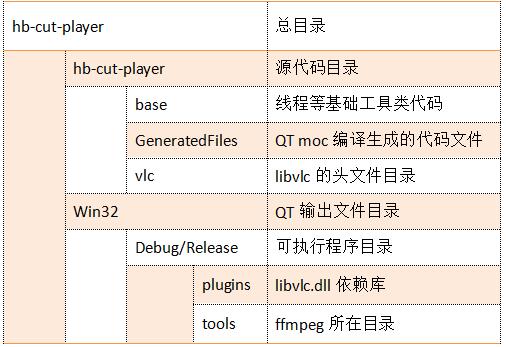 hb-cut-player 总目录
hb-cut-player 源代码目录
base 线程等基础工具类代码
GeneratedFiles QT moc 编译生成的代码文件
vlc libvlc 的头文件目录
Win32 QT 输出文件目录
Debug/Release 可执行程序目录
plugins libvlc.dll 依赖库
tools ffmpeg 所在目录